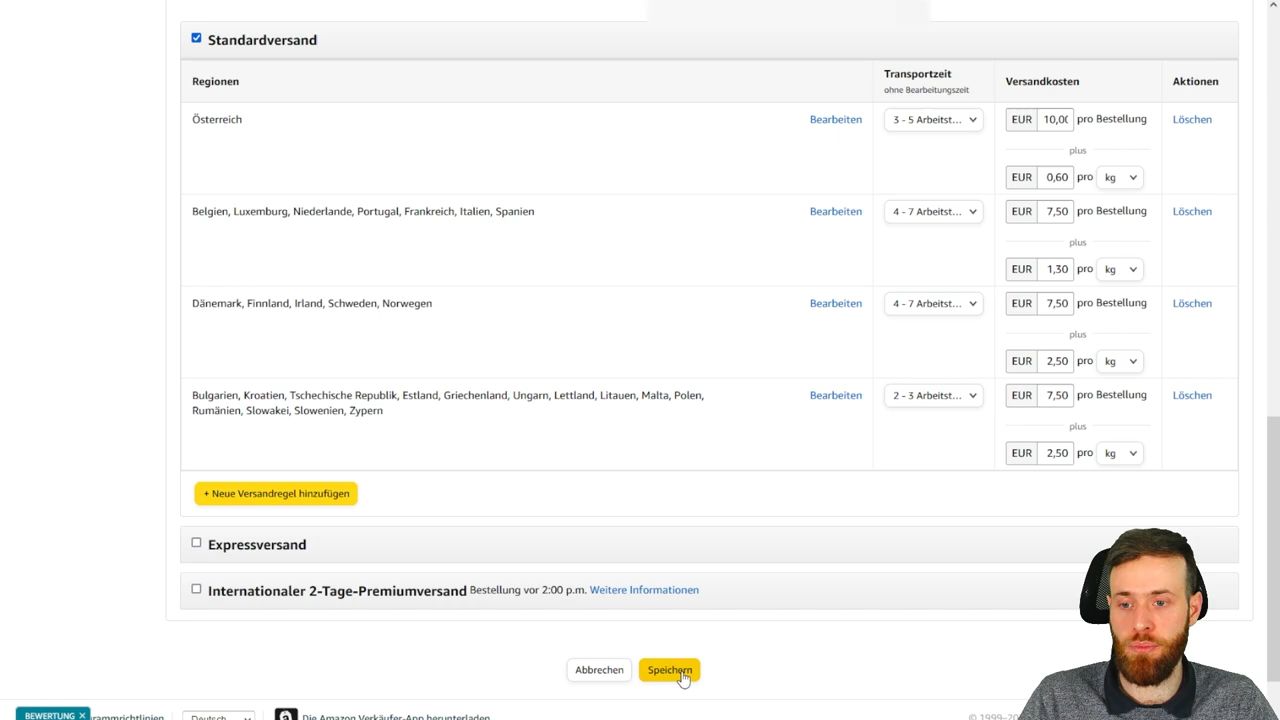 Standardversand
Regionen
Transportzeit
ohne Bearbeitungszeit
Versandkosten
Aktionen
Österreich
Bearbeiten
3 - 5 Arbeitst...
EUR 10,00 pro Bestellung
Löschen
plus
EUR 0,60 pro kg
Belgien, Luxemburg, Niederlande, Portugal, Frankreich, Italien, Spanien
Bearbeiten
4 - 7 Arbeitst...
EUR 7,50 pro Bestellung
Löschen
plus
EUR 1,30 pro kg
Dänemark, Finnland, Irland, Schweden, Norwegen
Bearbeiten
4 - 7 Arbeitst...
EUR 7,50 pro Bestellung
Löschen
plus
EUR 2,50 pro kg
Bulgarien, Kroatien, Tschechische Republik, Estland, Griechenland, Ungarn, Lettland, Litauen, Malta, Polen,
Rumänien, Slowakei, Slowenien, Zypern
Bearbeiten
2 - 3 Arbeitst...
EUR 7,50 pro Bestellung
Löschen
plus
EUR 2,50 pro kg
+ Neue Versandregel hinzufügen
Expressversand
Internationaler 2-Tage-Premiumversand Bestellung vor 2:00 p.m. Weitere Informationen
Abbrechen
Speichern
BEWERTUNG ×
Deutsch
Die Amazon Verkäufer-App herunterladen